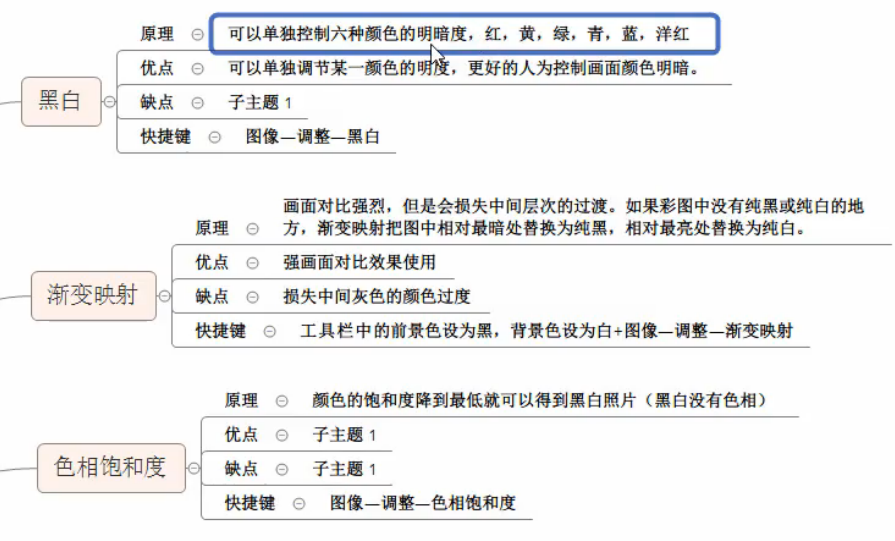 黑白
原理
可以单独控制六种颜色的明暗度，红，黄，绿，青，蓝，洋红
优点
可以单独调节某一颜色的明度，更好的人为控制画面颜色明暗。
缺点
子主题 1
快捷键
图像—调整—黑白
渐变映射
原理
画面对比强烈，但是会损失中间层次的过渡。如果彩图中没有纯黑或纯白的地
方，渐变映射把图中相对最暗处替换为纯黑，相对最亮处替换为纯白。
优点
强画面对比效果使用
缺点
损失中间灰色的颜色过度
快捷键
工具栏中的前景色设为黑，背景色设为白+图像—调整—渐变映射
色相饱和度
原理
颜色的饱和度降到最低就可以得到黑白照片（黑白没有色相）
优点
子主题 1
缺点
子主题 1
快捷键
图像—调整—色相饱和度